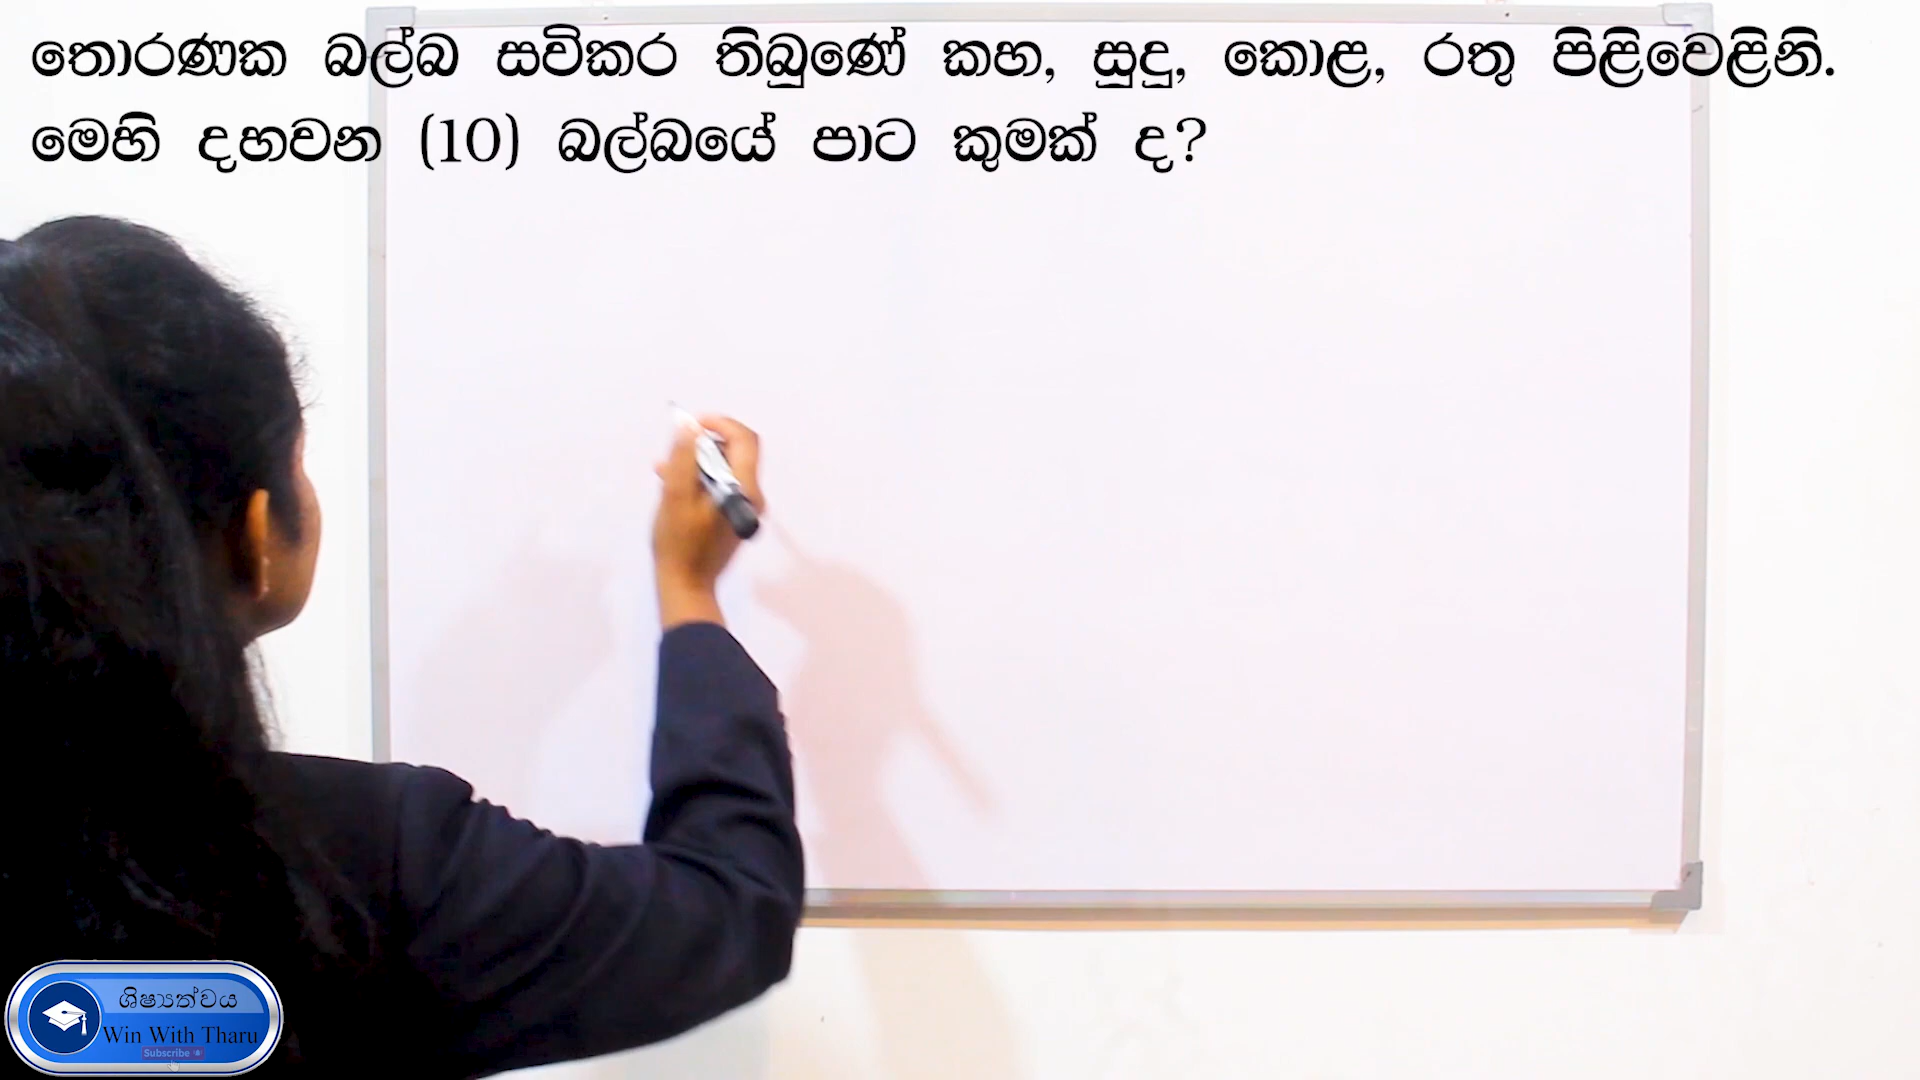 තොරණක බල්බ සවිකර තිබුණේ කහ, සුදු, කොළ, රතු පිළිවෙළිනි.
මෙහි දහවන (10) බල්බයේ පාට කුමක් ද?
ශිෂ්‍යත්වය
Win With Tharu
Subscribe